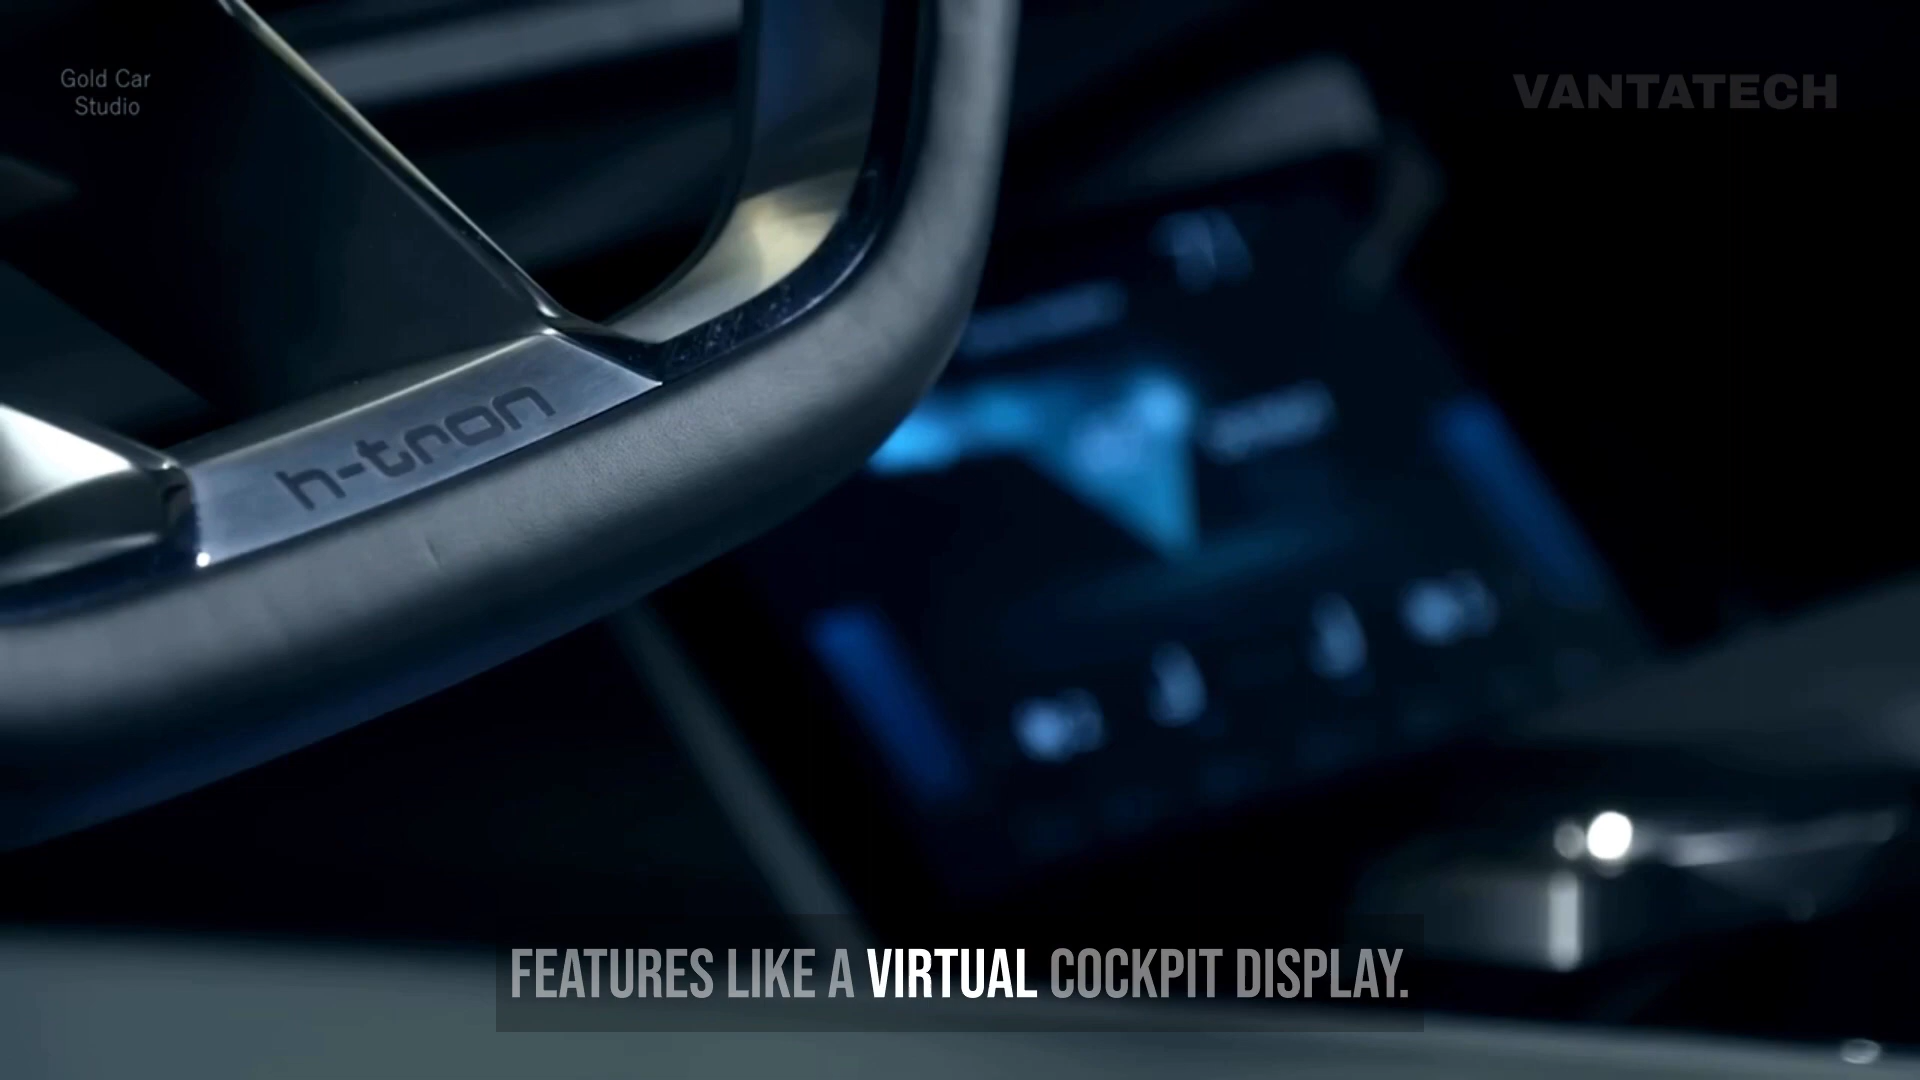 Gold Car
Studio
VANTATECH
h-tron
FEATURES LIKE A VIRTUAL COCKPIT DISPLAY.